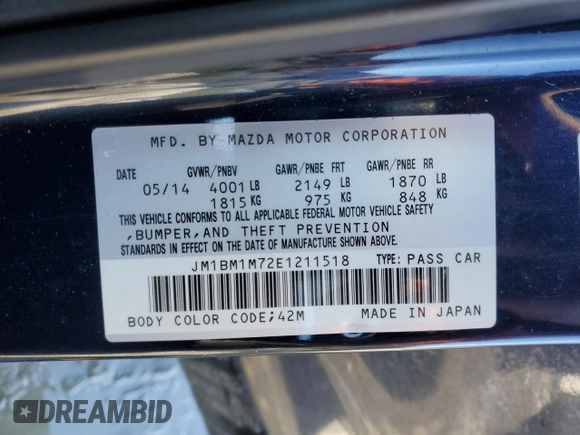 MFD. BY MAZDA MOTOR CORPORATION
DATE GVWR/PNBV GAWR/PNBE FRT GAWR/PNBE RR
05/14 4001 LB 2149 LB 1870 LB
1815 KG 975 KG 848 KG
THIS VEHICLE CONFORMS TO ALL APPLICABLE FEDERAL MOTOR VEHICLE SAFETY
,BUMPER,AND THEFT PREVENTION
STANDARDS IN EFFECT ON THE DATE OF MANUFACTURE SHOWN ABOVE.
JM1BM1M72E1211518 TYPE: PASS CAR
BODY COLOR CODE;42M MADE IN JAPAN
DREAMBID